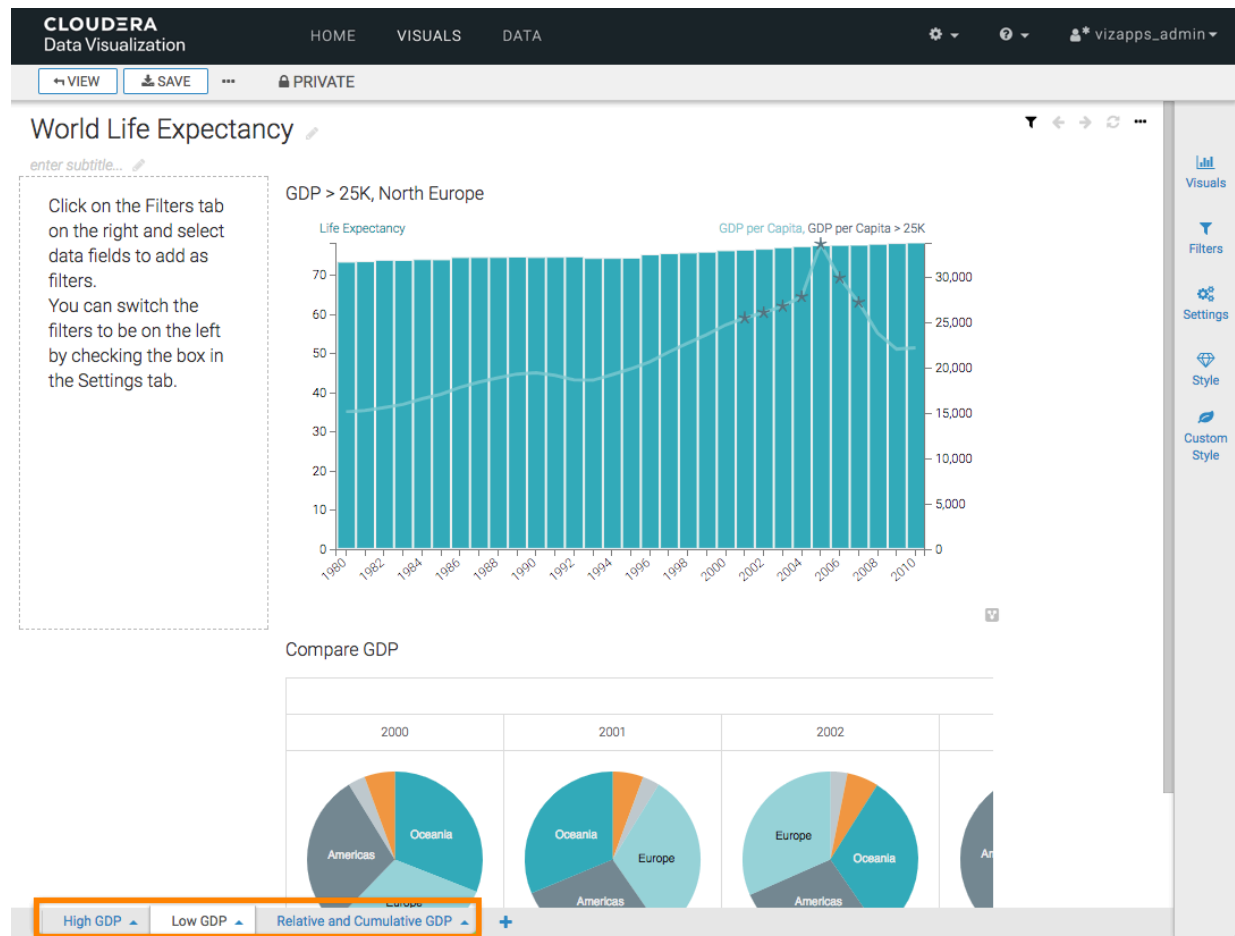 CLOUDERA
Data Visualization
HOME VISUALS DATA
vizapps_admin
VIEW SAVE PRIVATE
World Life Expectancy
enter subtitle...
Click on the Filters tab
on the right and select
data fields to add as
filters.
You can switch the
filters to be on the left
by checking the box in
the Settings tab.
GDP > 25K, North Europe
Life Expectancy
GDP per Capita, GDP per Capita > 25K
70
60
50
40
30
20
10
0
30,000
25,000
20,000
15,000
10,000
5,000
0
1980 1982 1984 1986 1988 1990 1992 1994 1996 1998 2000 2002 2004 2006 2008 2010
Visuals
Filters
Settings
Style
Custom
Style
Compare GDP
2000 2001 2002
Oceania
Americas
Europe
Oceania
Europe
Americas
Europe
Oceania
Americas
High GDP Low GDP Relative and Cumulative GDP